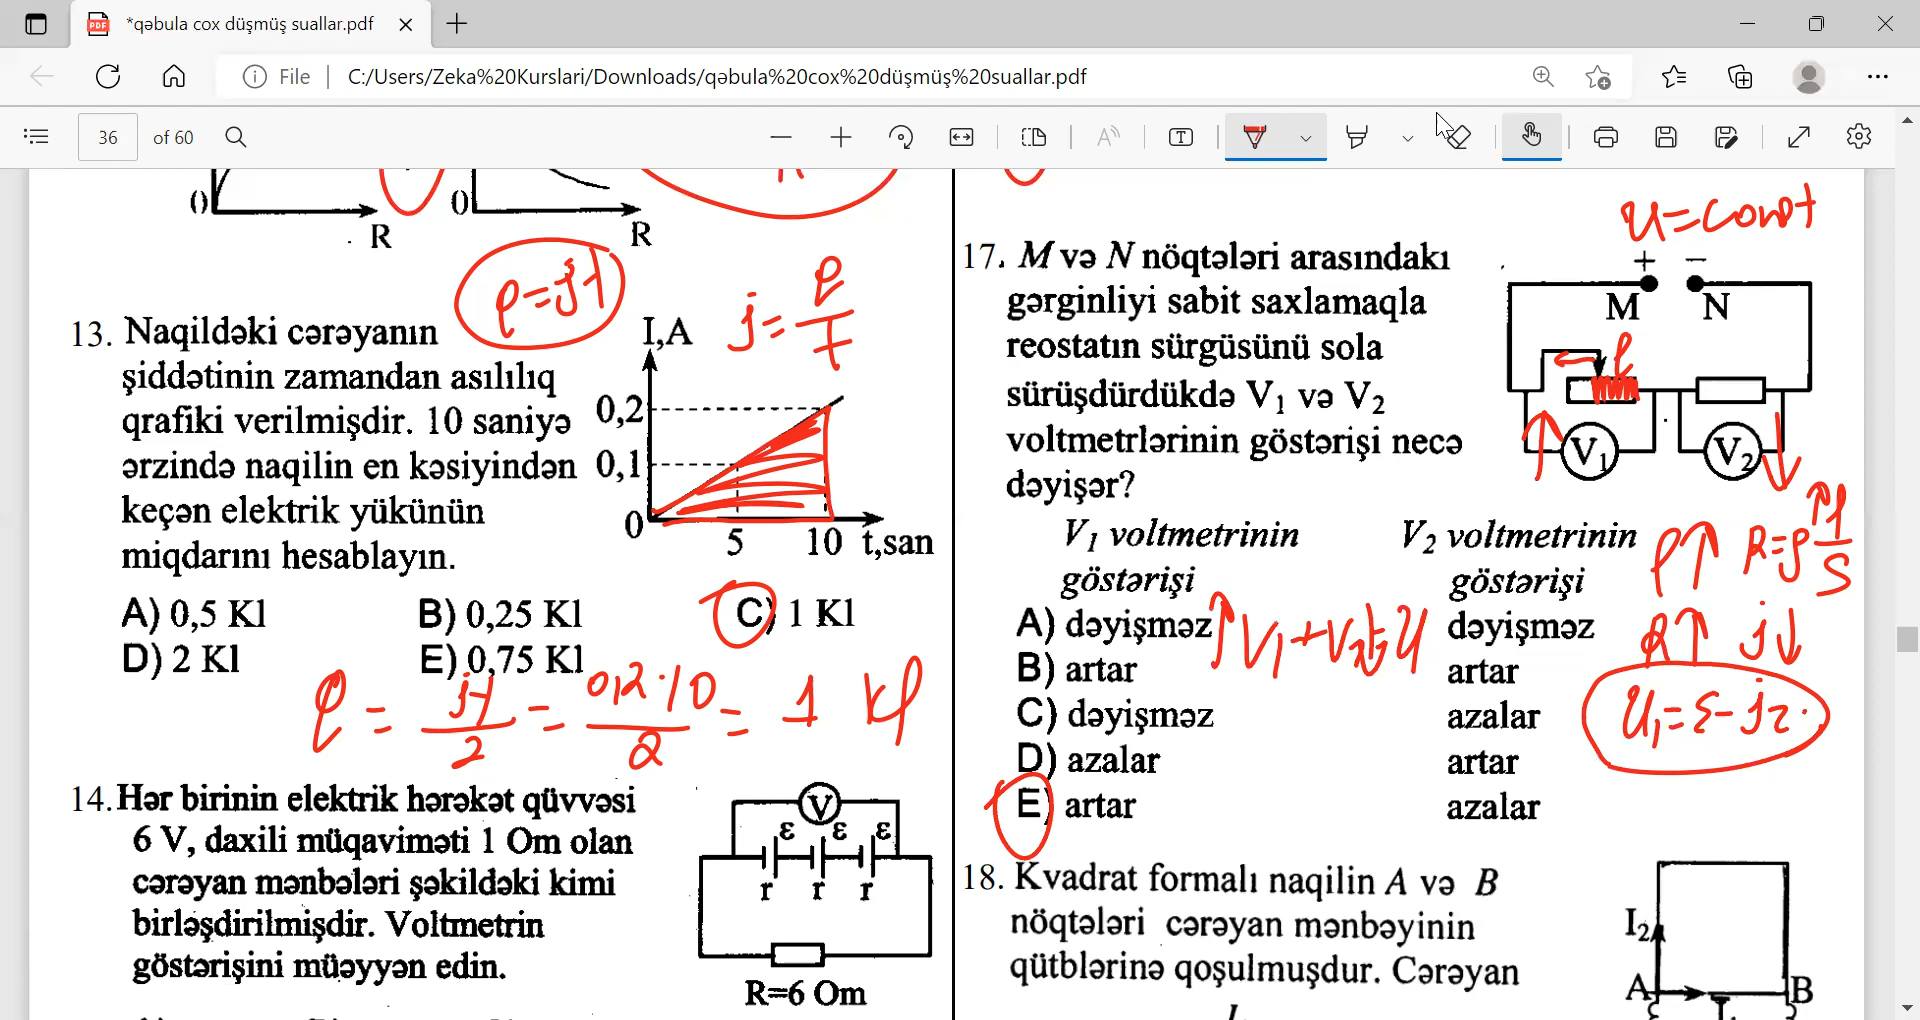 *qəbula cox düşmüş suallar.pdf
File
C:/Users/Zeka%20Kurslari/Downloads/qəbula%20cox%20düşmüş%20suallar.pdf
36 of 60
0 R
0 R
q=It
I=q/t
13. Naqildəki cərəyanın
şiddətinin zamandan asılılıq
qrafiki verilmişdir. 10 saniyə
ərzində naqilin en kəsiyindən
keçən elektrik yükünün
miqdarını hesablayın.
I,A
0,2
0,1
0
5 10 t,san
A) 0,5 Kl B) 0,25 Kl C) 1 Kl
D) 2 Kl E) 0,75 Kl
q = It/2 = 0,2·10/2 = 1 Kl
14. Hər birinin elektrik hərəkət qüvvəsi
6 V, daxili müqaviməti 1 Om olan
cərəyan mənbələri şəkildəki kimi
birləşdirilmişdir. Voltmetrin
göstərişini müəyyən edin.
V
ε ε ε
r r r
R=6 Om
U=const
17. M və N nöqtələri arasındakı
gərginliyi sabit saxlamaqla
reostatın sürgüsünü sola
sürüşdürdükdə V1 və V2
voltmetrlərinin göstərişi necə
dəyişər?
+ −
M N
l
V1 V2
V1 voltmetrinin V2 voltmetrinin
göstərişi göstərişi
A) dəyişməz dəyişməz
B) artar artar
C) dəyişməz azalar
D) azalar artar
E) artar azalar
V1+V2=U
l↑ R=ρl/S
R↑ I↓
U1=ε-Ir
18. Kvadrat formalı naqilin A və B
nöqtələri cərəyan mənbəyinin
qütblərinə qoşulmuşdur. Cərəyan
I2
A B